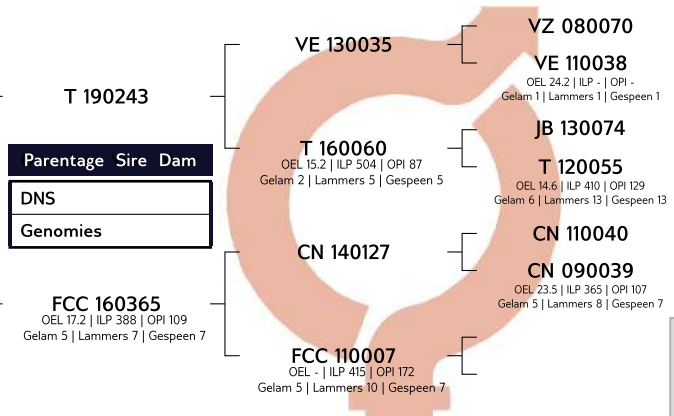 T 190243
Parentage Sire Dam
DNS
Genomies
FCC 160365
OEL 17.2 | ILP 388 | OPI 109
Gelam 5 | Lammers 7 | Gespeen 7
VE 130035
T 160060
OEL 15.2 | ILP 504 | OPI 87
Gelam 2 | Lammers 5 | Gespeen 5
CN 140127
FCC 110007
OEL - | ILP 415 | OPI 172
Gelam 5 | Lammers 10 | Gespeen 7
VZ 080070
VE 110038
OEL 24.2 | ILP - | OPI -
Gelam 1 | Lammers 1 | Gespeen 1
JB 130074
T 120055
OEL 14.6 | ILP 410 | OPI 129
Gelam 6 | Lammers 13 | Gespeen 13
CN 110040
CN 090039
OEL 23.5 | ILP 365 | OPI 107
Gelam 5 | Lammers 8 | Gespeen 7